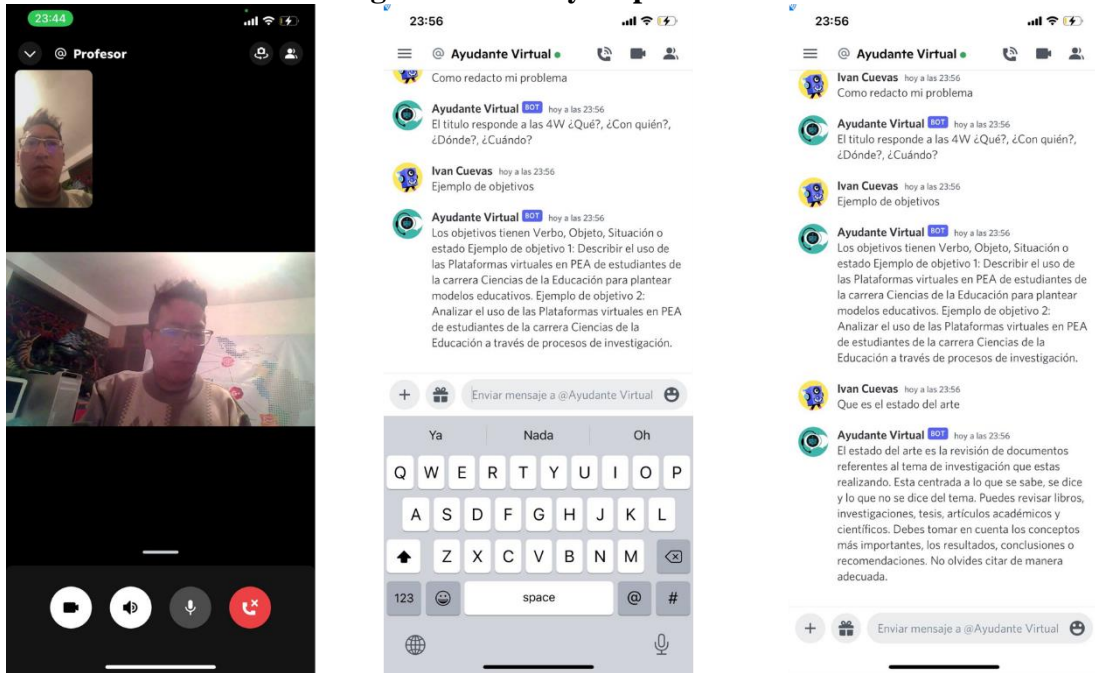 23:44
@ Profesor
23:56
@ Ayudante Virtual
Como redacto mi problema
Ayudante Virtual BOT hoy a las 23:56
El titulo responde a las 4W ¿Qué?, ¿Con quién?,
¿Dónde?, ¿Cuándo?
Ivan Cuevas hoy a las 23:56
Ejemplo de objetivos
Ayudante Virtual BOT hoy a las 23:56
Los objetivos tienen Verbo, Objeto, Situación o
estado Ejemplo de objetivo 1: Describir el uso de
las Plataformas virtuales en PEA de estudiantes de
la carrera Ciencias de la Educación para plantear
modelos educativos. Ejemplo de objetivo 2:
Analizar el uso de las Plataformas virtuales en PEA
de estudiantes de la carrera Ciencias de la
Educación a través de procesos de investigación.
Enviar mensaje a @Ayudante Virtual
Ya Nada Oh
Q W E R T Y U I O P
A S D F G H J K L
Z X C V B N M
123 space @ #
23:56
@ Ayudante Virtual
Ivan Cuevas hoy a las 23:56
Como redacto mi problema
Ayudante Virtual BOT hoy a las 23:56
El titulo responde a las 4W ¿Qué?, ¿Con quién?,
¿Dónde?, ¿Cuándo?
Ivan Cuevas hoy a las 23:56
Ejemplo de objetivos
Ayudante Virtual BOT hoy a las 23:56
Los objetivos tienen Verbo, Objeto, Situación o
estado Ejemplo de objetivo 1: Describir el uso de
las Plataformas virtuales en PEA de estudiantes de
la carrera Ciencias de la Educación para plantear
modelos educativos. Ejemplo de objetivo 2:
Analizar el uso de las Plataformas virtuales en PEA
de estudiantes de la carrera Ciencias de la
Educación a través de procesos de investigación.
Ivan Cuevas hoy a las 23:56
Que es el estado del arte
Ayudante Virtual BOT hoy a las 23:56
El estado del arte es la revisión de documentos
referentes al tema de investigación que estas
realizando. Esta centrada a lo que se sabe, se dice
y lo que no se dice del tema. Puedes revisar libros,
investigaciones, tesis, artículos académicos y
científicos. Debes tomar en cuenta los conceptos
más importantes, los resultados, conclusiones o
recomendaciones. No olvides citar de manera
adecuada.
Enviar mensaje a @Ayudante Virtual